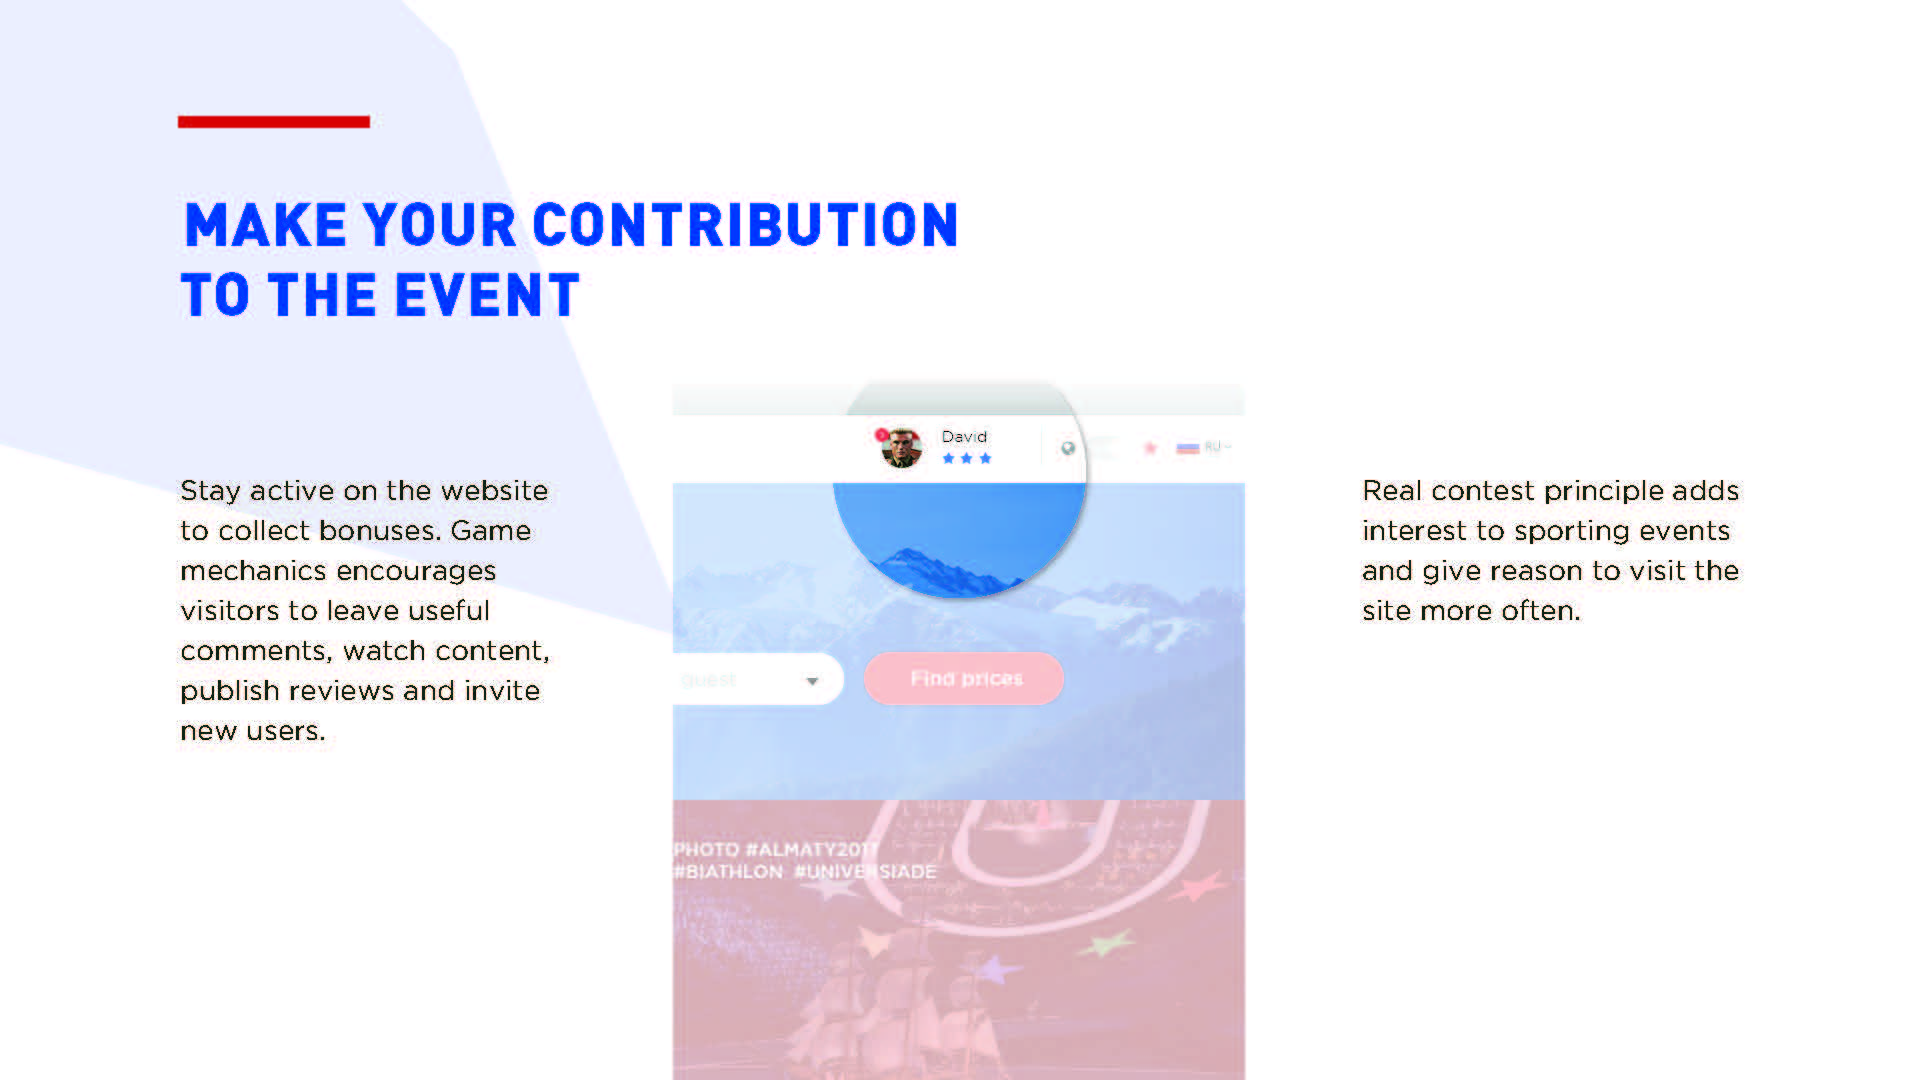 MAKE YOUR CONTRIBUTION
TO THE EVENT
Stay active on the website
to collect bonuses. Game
mechanics encourages
visitors to leave useful
comments, watch content,
publish reviews and invite
new users.
David
RU
guest
Find prices
PHOTO #ALMATY2011
#BIATHLON #UNIVERSIADE
Real contest principle adds
interest to sporting events
and give reason to visit the
site more often.